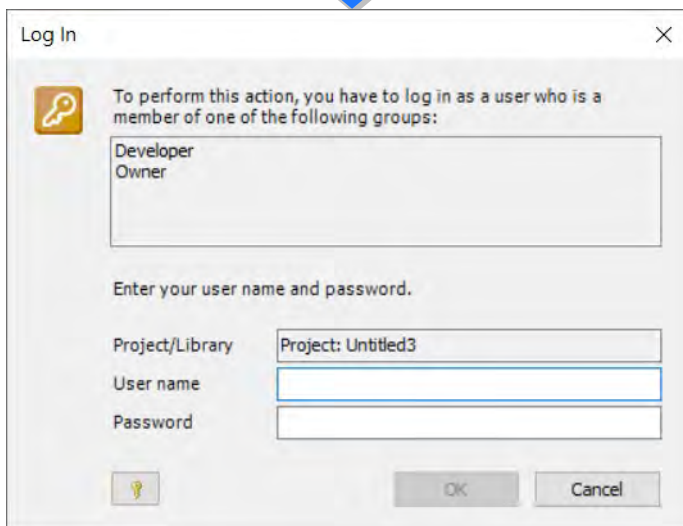 Log In
To perform this action, you have to log in as a user who is a
member of one of the following groups:
Developer
Owner
Enter your user name and password.
Project/Library Project: Untitled3
User name
Password
OK Cancel